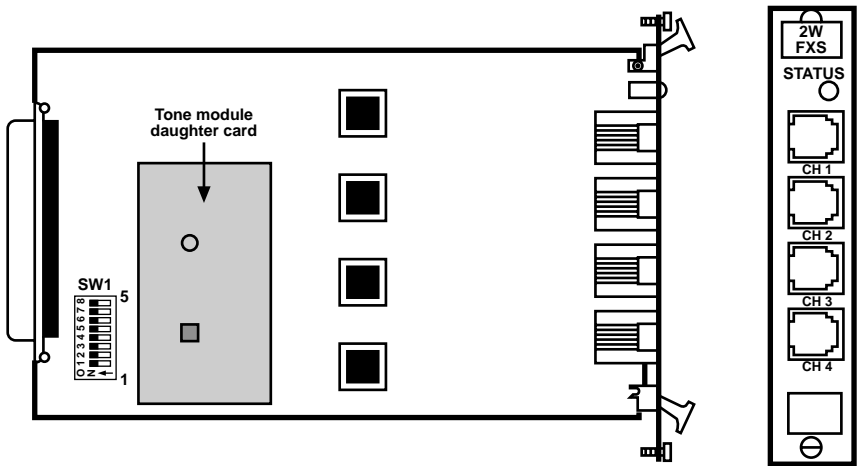 Tone module
daughter card
SW1
5
1 2 3 4 5 6 7 8
ON
1
2W
FXS
STATUS
CH 1
CH 2
CH 3
CH 4